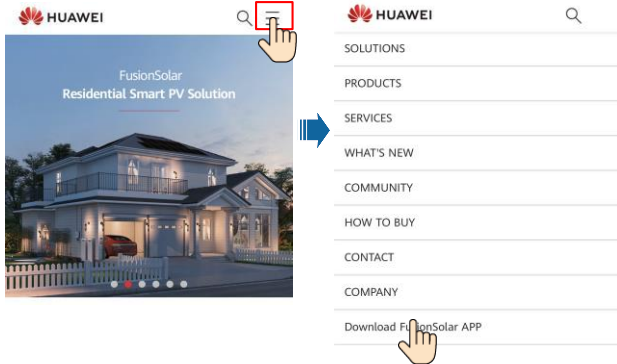 HUAWEI
FusionSolar
Residential Smart PV Solution
HUAWEI
SOLUTIONS
PRODUCTS
SERVICES
WHAT'S NEW
COMMUNITY
HOW TO BUY
CONTACT
COMPANY
Download FusionSolar APP